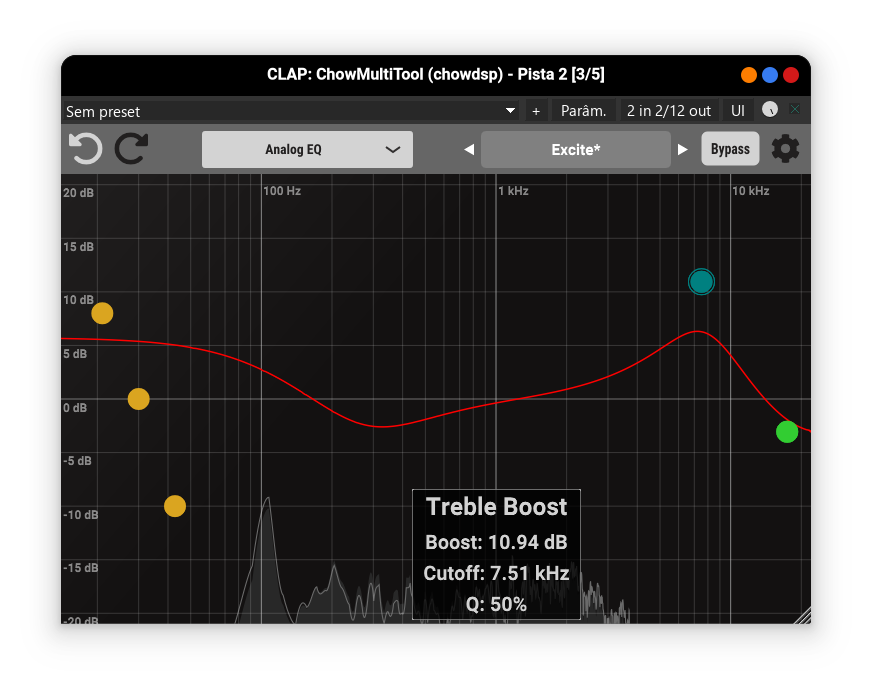 CLAP: ChowMultiTool (chowdsp) - Pista 2 [3/5]
Sem preset + Parâm. 2 in 2/12 out UI
Analog EQ Excite* Bypass
20 dB 100 Hz 1 kHz 10 kHz
15 dB
10 dB
5 dB
0 dB
-5 dB
-10 dB
-15 dB
-20 dB
Treble Boost
Boost: 10.94 dB
Cutoff: 7.51 kHz
Q: 50%